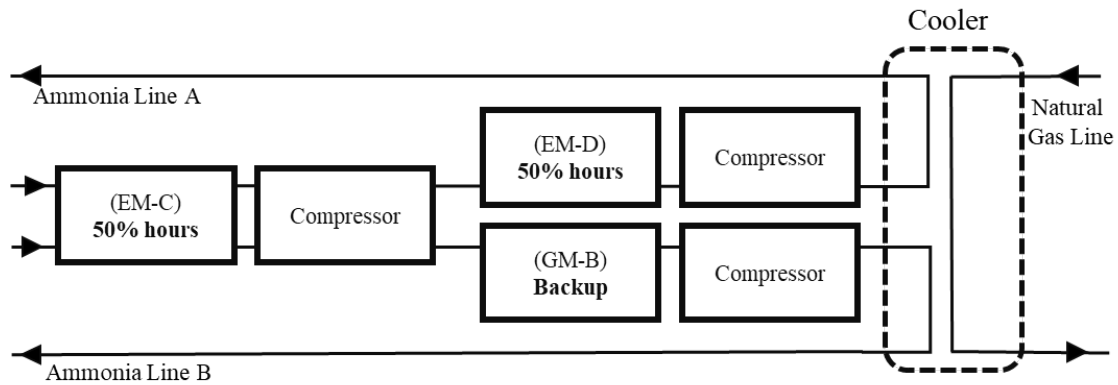 Cooler
Ammonia Line A
Natural
Gas Line
(EM-D)
50% hours
Compressor
(EM-C)
50% hours
Compressor
(GM-B)
Backup
Compressor
Ammonia Line B